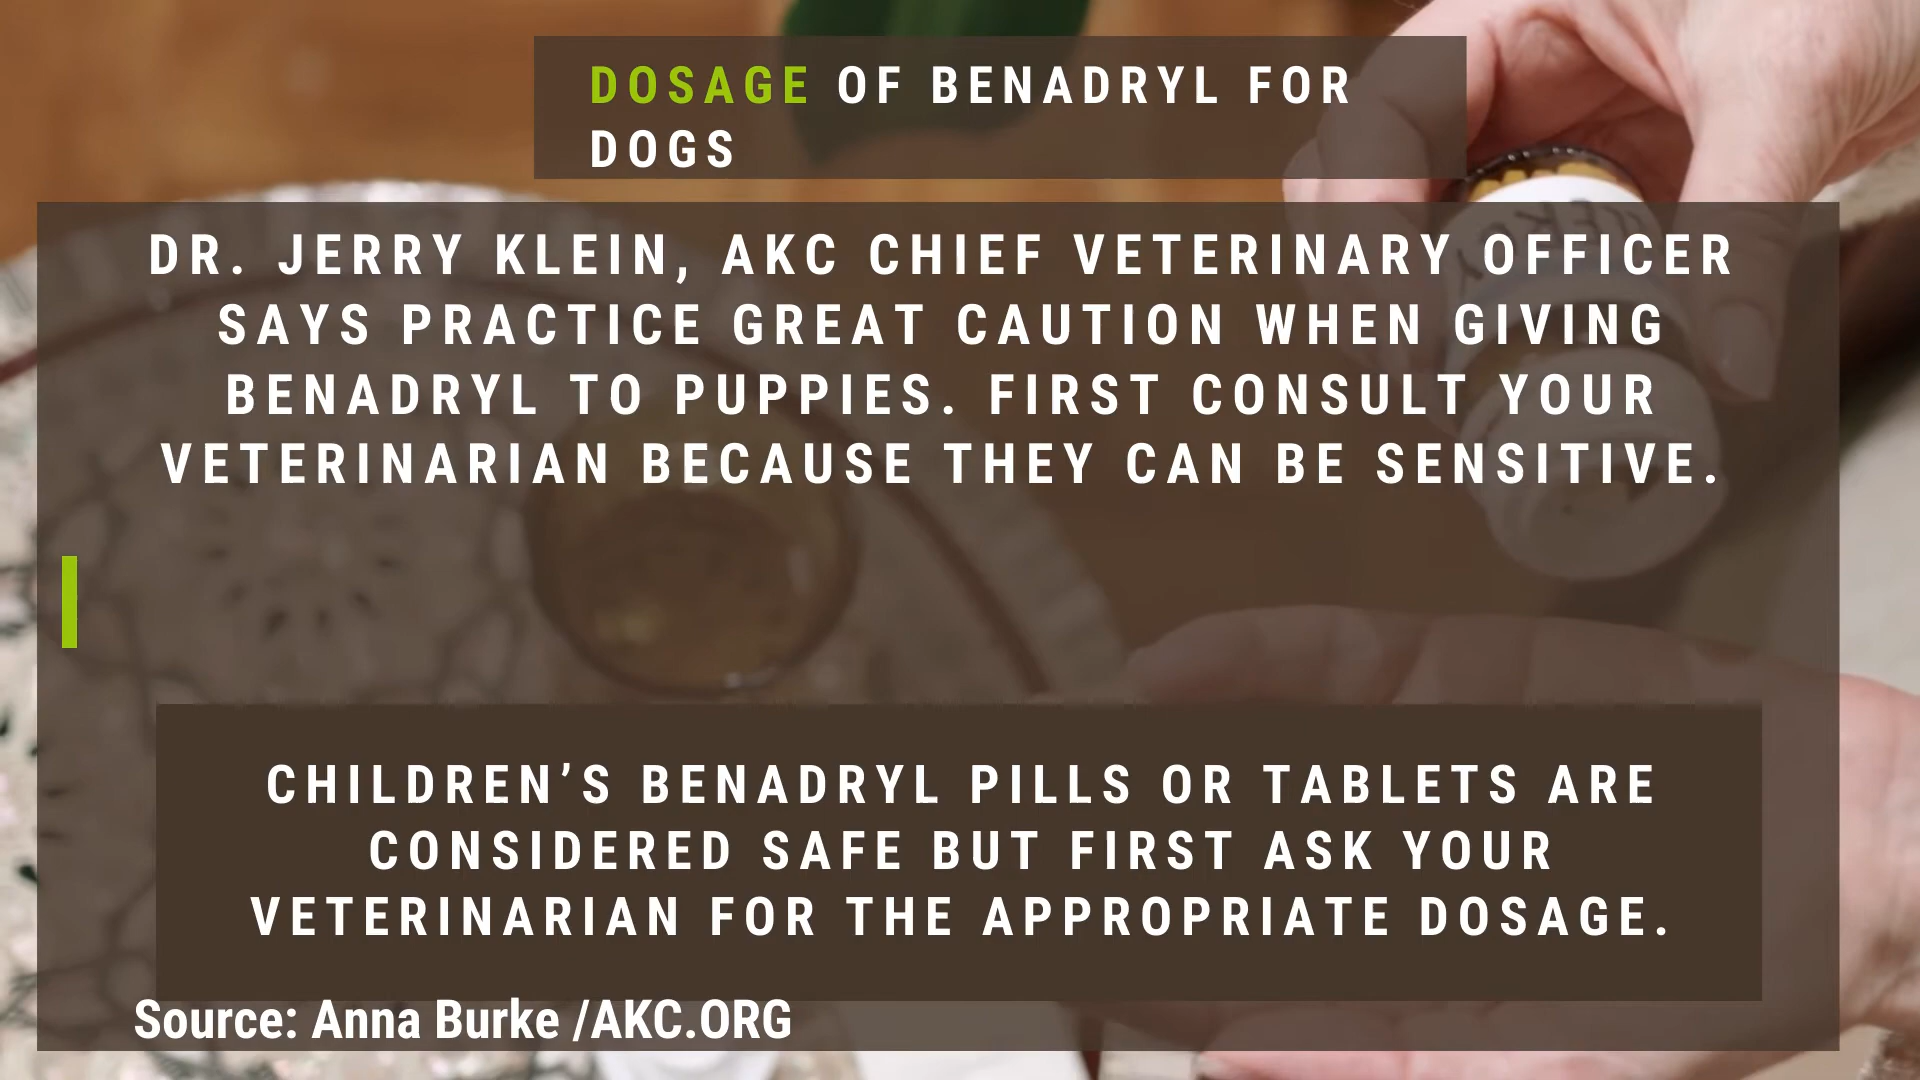 DOSAGE OF BENADRYL FOR
DOGS
DR. JERRY KLEIN, AKC CHIEF VETERINARY OFFICER
SAYS PRACTICE GREAT CAUTION WHEN GIVING
BENADRYL TO PUPPIES. FIRST CONSULT YOUR
VETERINARIAN BECAUSE THEY CAN BE SENSITIVE.
CHILDREN’S BENADRYL PILLS OR TABLETS ARE
CONSIDERED SAFE BUT FIRST ASK YOUR
VETERINARIAN FOR THE APPROPRIATE DOSAGE.
Source: Anna Burke /AKC.ORG